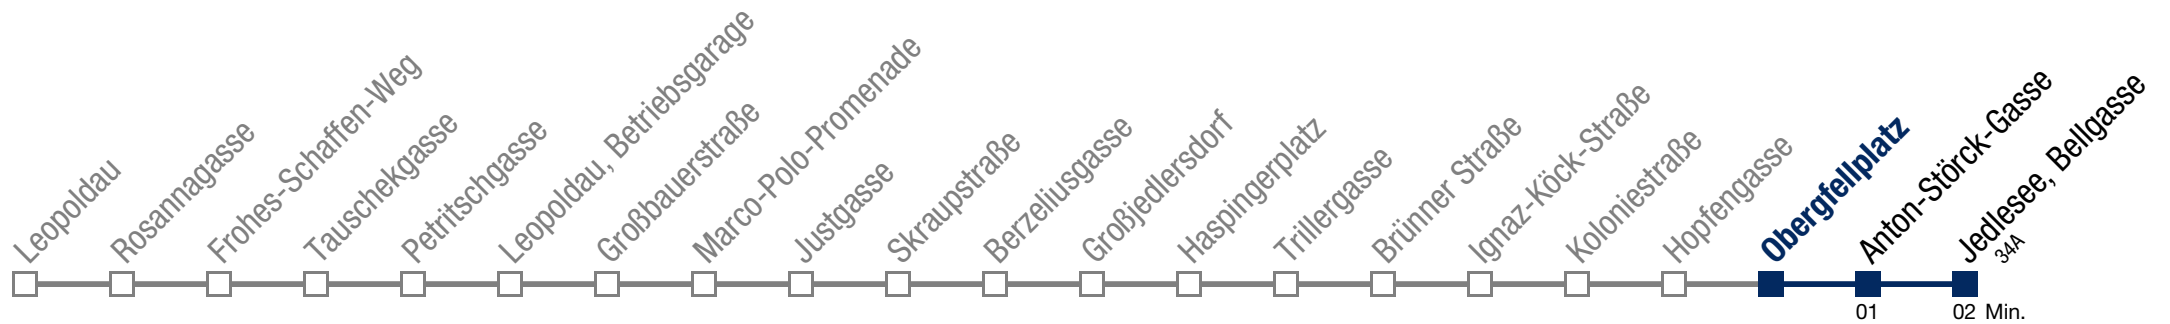 Leopoldau
Rosannagasse
Frohes-Schaffen-Weg
Tauschekgasse
Petritschgasse
Leopoldau, Betriebsgarage
Großbauerstraße
Marco-Polo-Promenade
Justgasse
Skraupstraße
Berzeliusgasse
Großjedlersdorf
Haspingerplatz
Trillergasse
Brünner Straße
Ignaz-Köck-Straße
Koloniestraße
Hopfengasse
Obergfellplatz
Anton-Störck-Gasse
Jedlesee, Bellgasse
34A
01
02 Min.